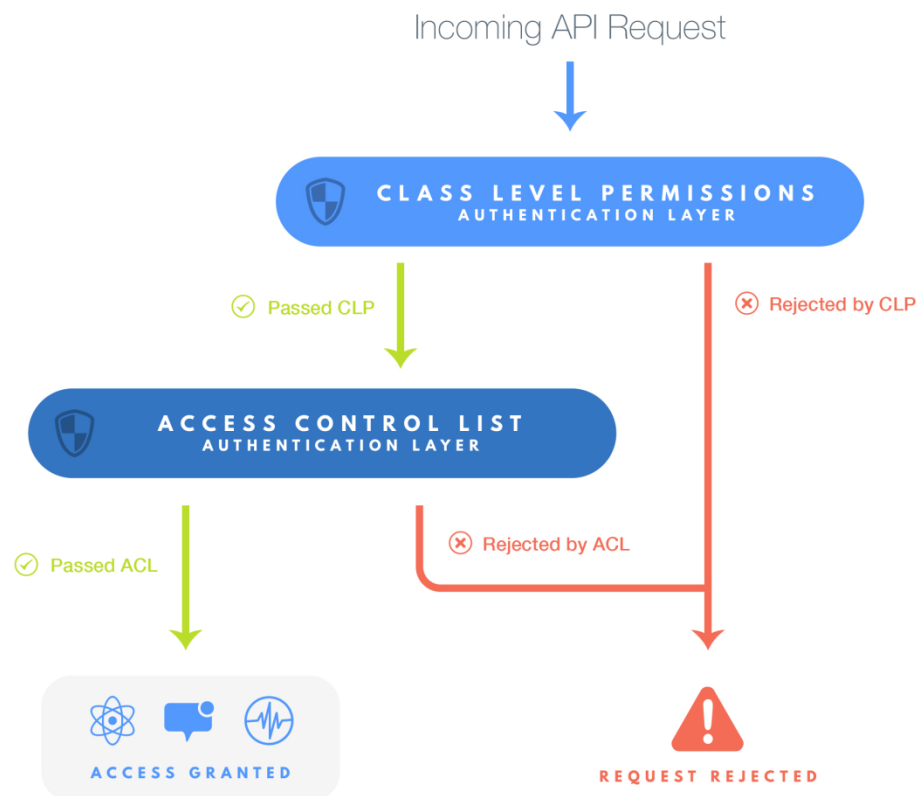 Incoming API Request
CLASS LEVEL PERMISSIONS
AUTHENTICATION LAYER
Passed CLP
Rejected by CLP
ACCESS CONTROL LIST
AUTHENTICATION LAYER
Rejected by ACL
Passed ACL
ACCESS GRANTED
REQUEST REJECTED